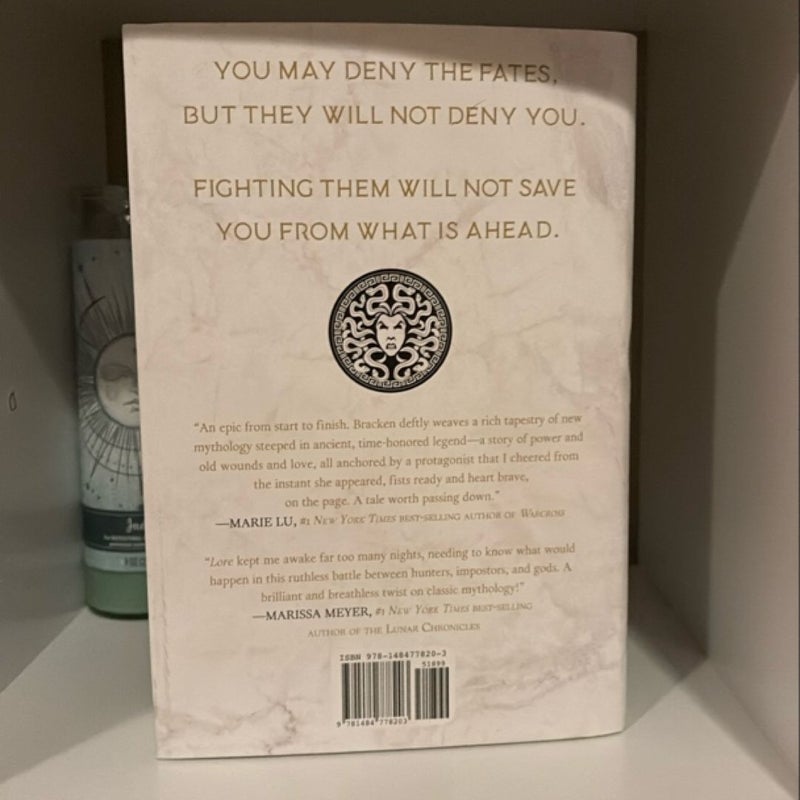 YOU MAY DENY THE FATES,
BUT THEY WILL NOT DENY YOU.
FIGHTING THEM WILL NOT SAVE
YOU FROM WHAT IS AHEAD.
“An epic from start to finish. Bracken deftly weaves a rich tapestry of new
mythology steeped in ancient, time-honored legend—a story of power and
old wounds and love, all anchored by a protagonist that I cheered from
the instant she appeared, fists ready and heart brave,
on the page. A tale worth passing down.”
—MARIE LU, #1 NEW YORK TIMES BEST-SELLING AUTHOR OF WARCROSS
“Lore kept me awake far too many nights, needing to know what would
happen in this ruthless battle between hunters, impostors, and gods. A
brilliant and breathless twist on classic mythology!”
—MARISSA MEYER, #1 NEW YORK TIMES BEST-SELLING
AUTHOR OF THE LUNAR CHRONICLES
ISBN 978-148477820-3
51899
9 781484 778203